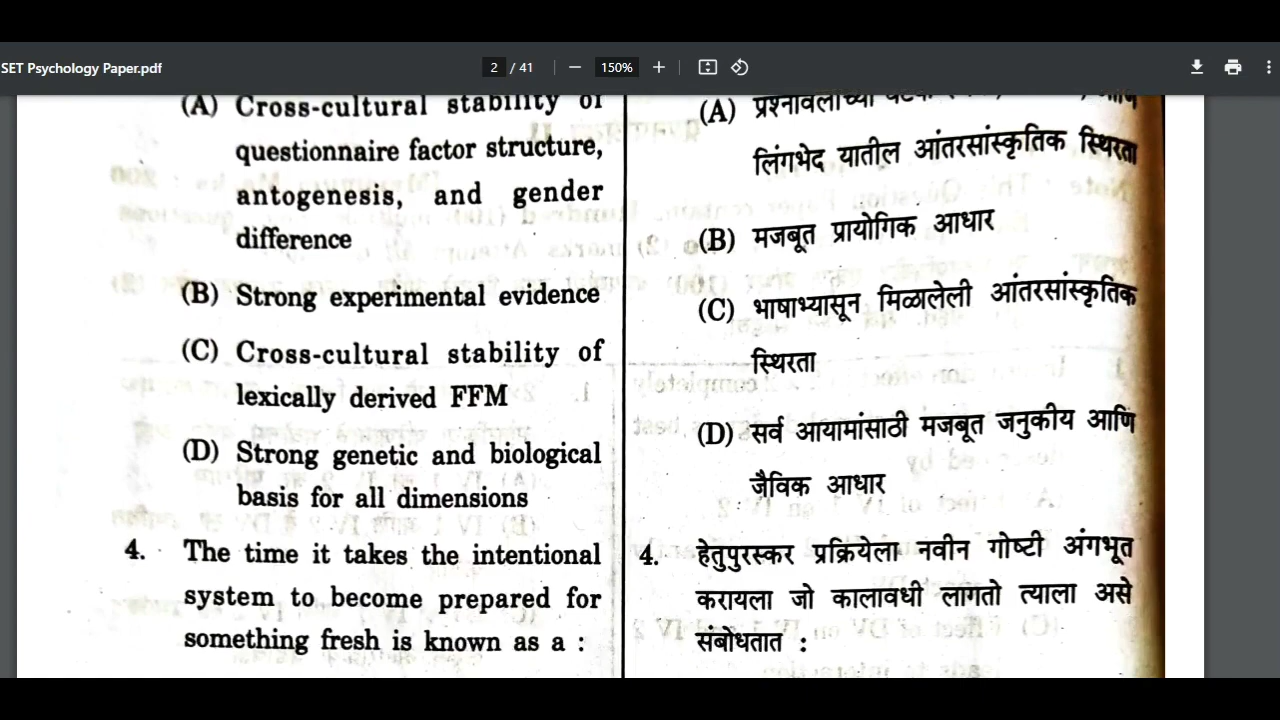 SET Psychology Paper.pdf
2 / 41
150%
(A) Cross-cultural stability of
questionnaire factor structure,
antogenesis, and gender
difference
(B) Strong experimental evidence
(C) Cross-cultural stability of
lexically derived FFM
(D) Strong genetic and biological
basis for all dimensions
4. The time it takes the intentional
system to become prepared for
something fresh is known as a :
(A) प्रश्नावलीच्या आणि
लिंगभेद यातील आंतरसांस्कृतिक स्थिरता
(B) मजबूत प्रायोगिक आधार
(C) भाषाभ्यासून मिळालेली आंतरसांस्कृतिक
स्थिरता
(D) सर्व आयामांसाठी मजबूत जनुकीय आणि
जैविक आधार
4. हेतुपुरस्कर प्रक्रियेला नवीन गोष्टी अंगभूत
करायला जो कालावधी लागतो त्याला असे
संबोधतात :